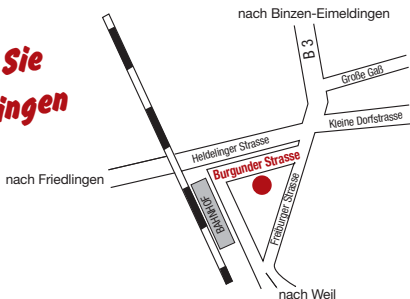 Sie
ingen
nach Binzen-Eimeldingen
B 3
Große Gaß
Kleine Dorfstrasse
Heldelinger Strasse
Burgunder Strasse
nach Friedlingen
BAHNHOF
Freiburger Strasse
nach Weil